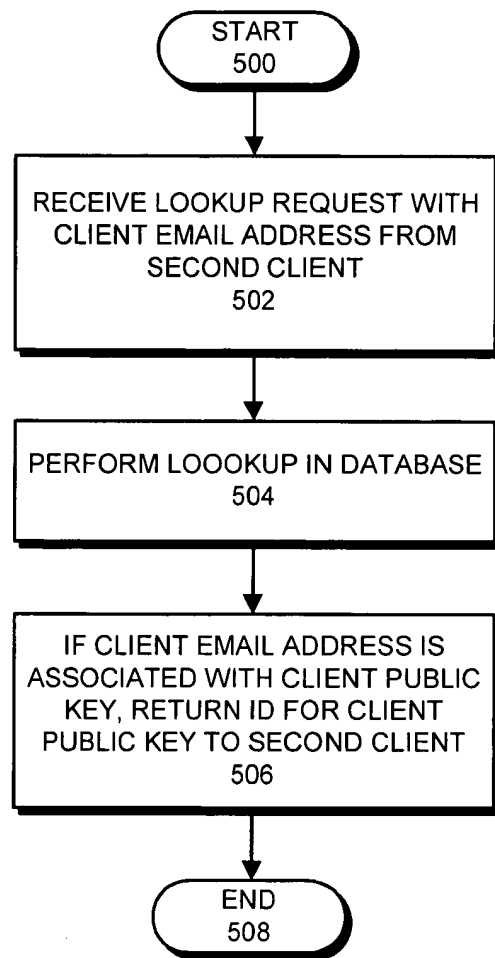 START
500
RECEIVE LOOKUP REQUEST WITH
CLIENT EMAIL ADDRESS FROM
SECOND CLIENT
502
PERFORM LOOOKUP IN DATABASE
504
IF CLIENT EMAIL ADDRESS IS
ASSOCIATED WITH CLIENT PUBLIC
KEY, RETURN ID FOR CLIENT
PUBLIC KEY TO SECOND CLIENT
506
END
508